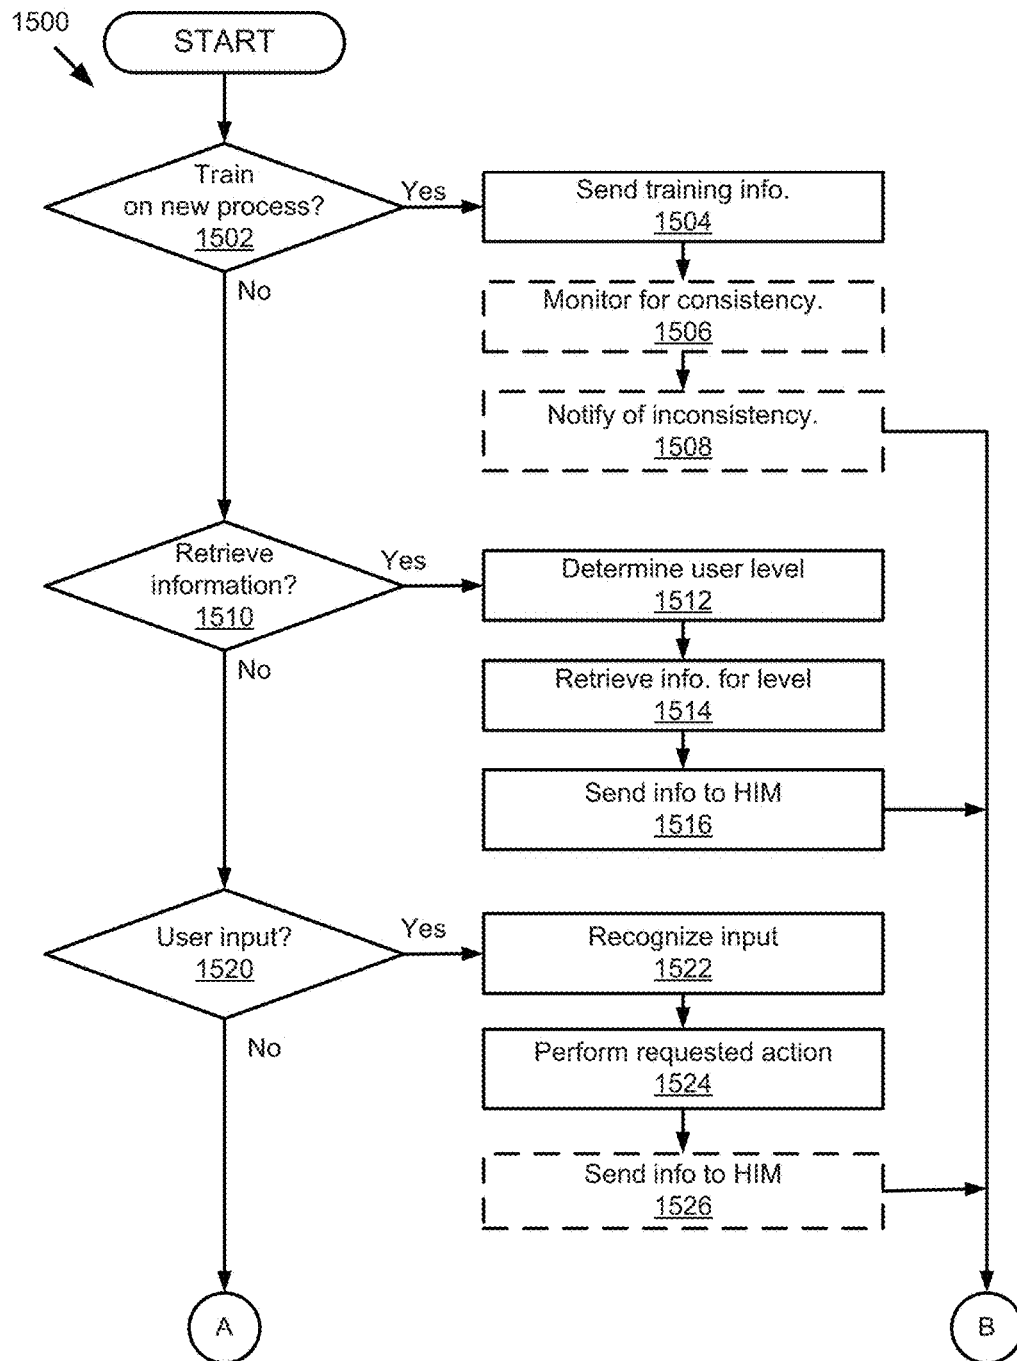 1500
START
Train
on new process?
1502
Yes
No
Send training info.
1504
Monitor for consistency.
1506
Notify of inconsistency.
1508
Retrieve
information?
1510
Yes
No
Determine user level
1512
Retrieve info. for level
1514
Send info to HIM
1516
User input?
1520
Yes
No
Recognize input
1522
Perform requested action
1524
Send info to HIM
1526
A
B